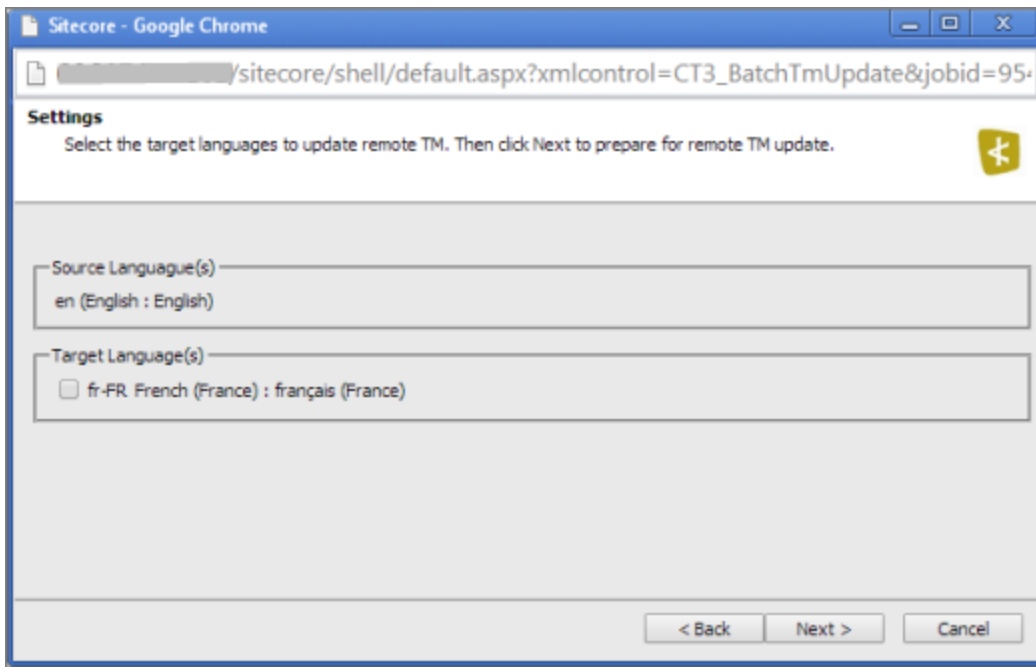 Sitecore - Google Chrome
/sitecore/shell/default.aspx?xmlcontrol=CT3_BatchTmUpdate&jobid=954
Settings
Select the target languages to update remote TM. Then click Next to prepare for remote TM update.
Source Languague(s)
en (English : English)
Target Language(s)
fr-FR French (France) : français (France)
< Back Next > Cancel